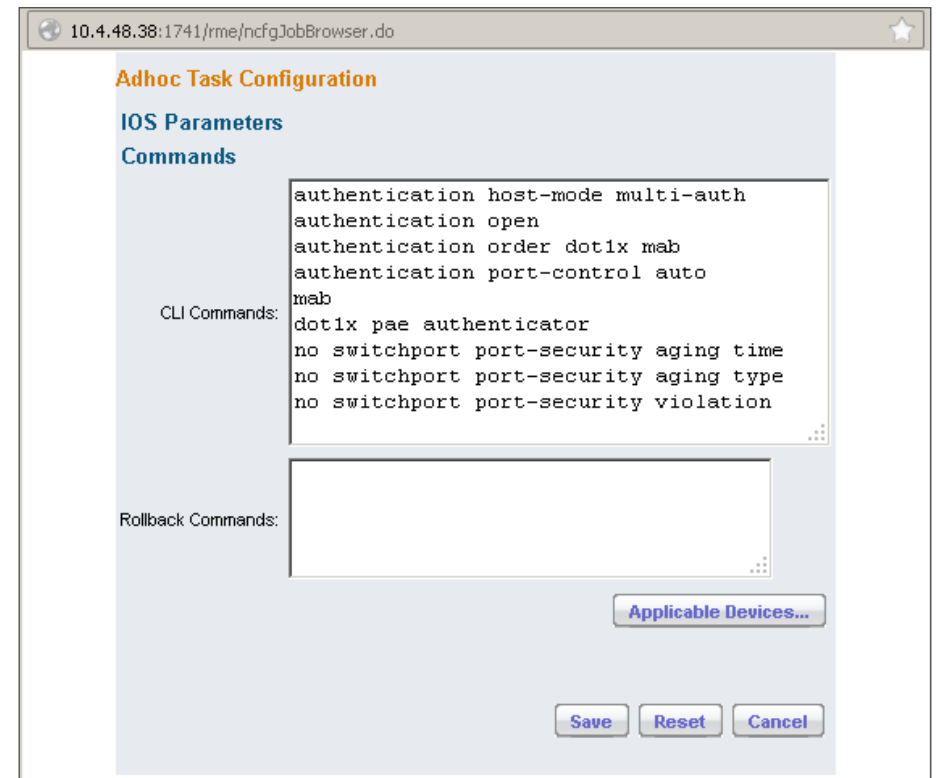 10.4.48.38:1741/rme/ncfgJobBrowser.do
Adhoc Task Configuration
IOS Parameters
Commands
CLI Commands:
authentication host-mode multi-auth
authentication open
authentication order dot1x mab
authentication port-control auto
mab
dot1x pae authenticator
no switchport port-security aging time
no switchport port-security aging type
no switchport port-security violation
Rollback Commands:
Applicable Devices...
Save Reset Cancel